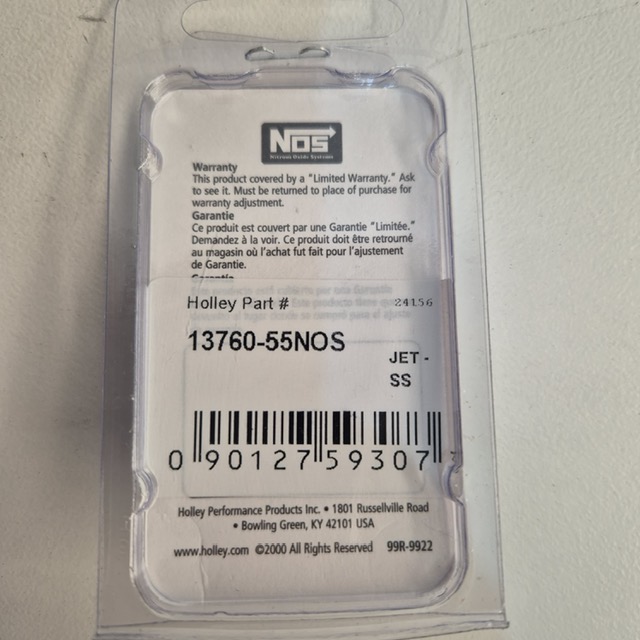 NOS
Nitrous Oxide Systems
Warranty
This product covered by a "Limited Warranty." Ask
to see it. Must be returned to place of purchase for
warranty adjustment.
Garantie
Ce produit est couvert par une Garantie "Limitée."
Demandez à la voir. Ce produit doit être retourné
au magasin où l'achat fut fait pour l'ajustement
de Garantie.
Garantía
Holley Part # 24156
13760-55NOS
JET -
SS
0 90127 59307
Holley Performance Products Inc. • 1801 Russellville Road
• Bowling Green, KY 42101 USA
www.holley.com ©2000 All Rights Reserved 99R-9922